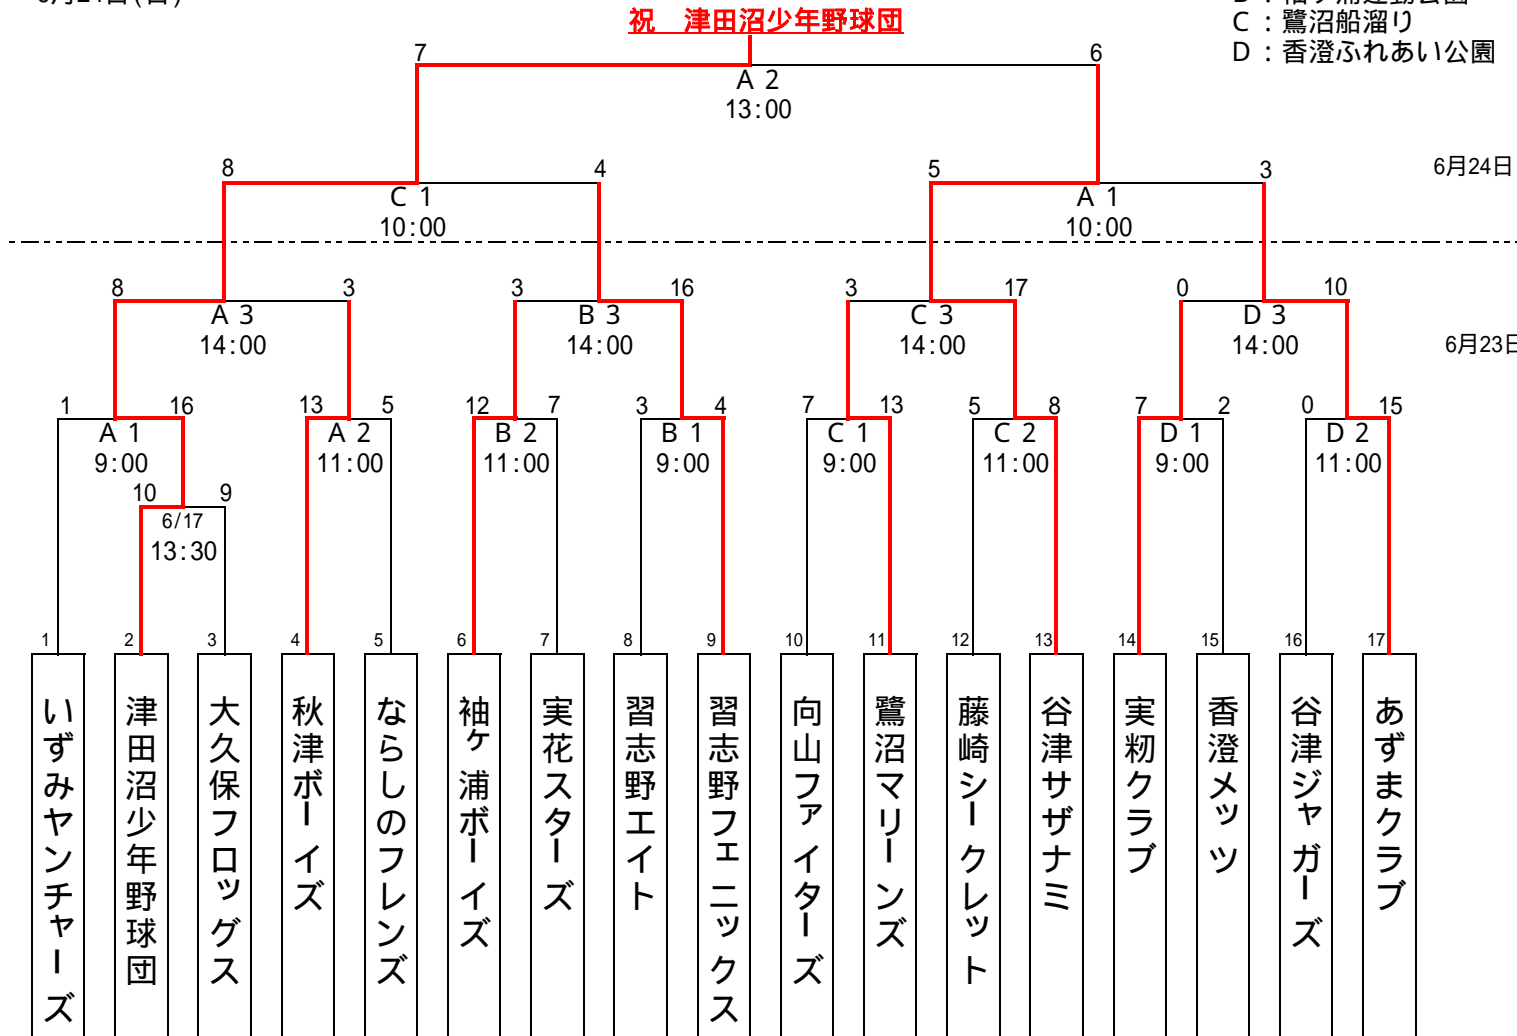 祝 津田沼少年野球団
C：鷺沼船溜り
D：香澄ふれあい公園
7 6
A 2
13:00
8 4 5 3
6月24日
C 1 A 1
10:00 10:00
8 3 3 16 3 17 0 10
A 3 B 3 C 3 D 3
14:00 14:00 14:00 14:00
6月23日
1 16 13 5 12 7 3 4 7 13 5 8 7 2 0 15
A 1 A 2 B 2 B 1 C 1 C 2 D 1 D 2
9:00 11:00 11:00 9:00 9:00 11:00 9:00 11:00
10 9
6/17
13:30
1 2 3 4 5 6 7 8 9 10 11 12 13 14 15 16 17
いずみヤンチャーズ
津田沼少年野球団
大久保フロッグス
秋津ボーイズ
ならしのフレンズ
袖ヶ浦ボーイズ
実花スターズ
習志野エイト
習志野フェニックス
向山ファイターズ
鷺沼マリーンズ
藤崎シークレット
谷津サザナミ
実籾クラブ
香澄メッツ
谷津ジャガーズ
あずまクラブ